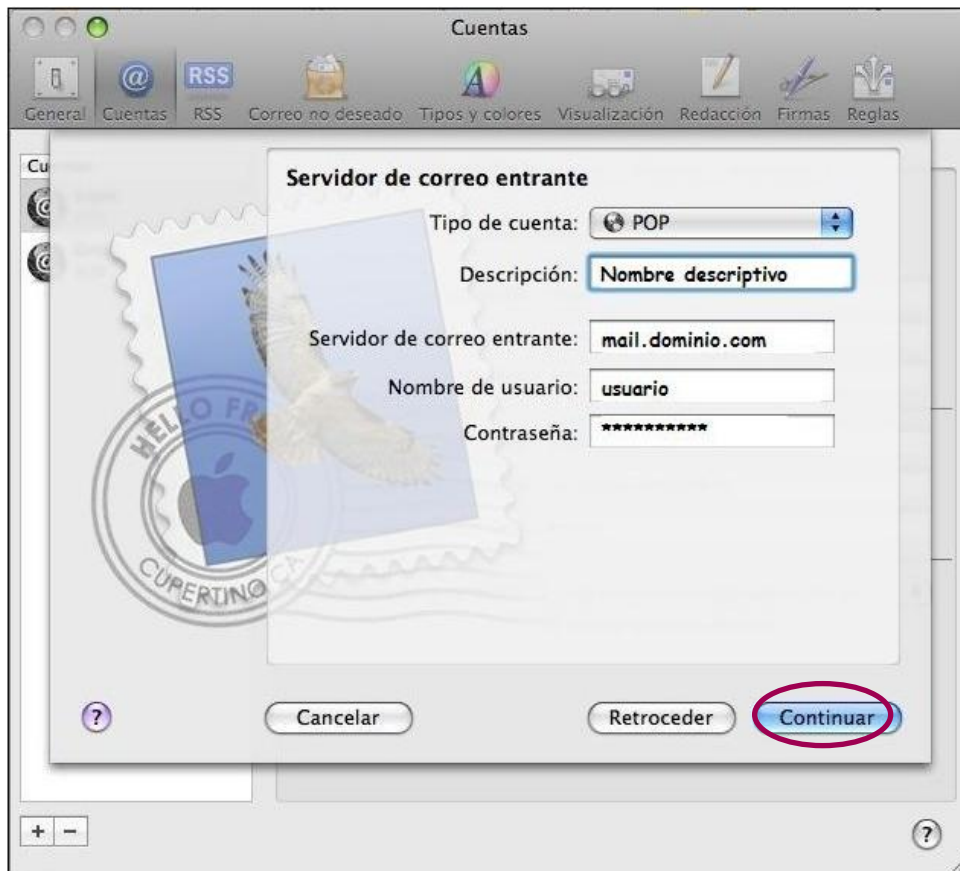 Cuentas
General Cuentas RSS Correo no deseado Tipos y colores Visualización Redacción Firmas Reglas
RSS
Cu
Servidor de correo entrante
Tipo de cuenta: POP
Descripción: Nombre descriptivo
Servidor de correo entrante: mail.dominio.com
Nombre de usuario: usuario
Contraseña: **********
HELLO FR
CUPERTINO CA
? Cancelar Retroceder Continuar
+ - ?